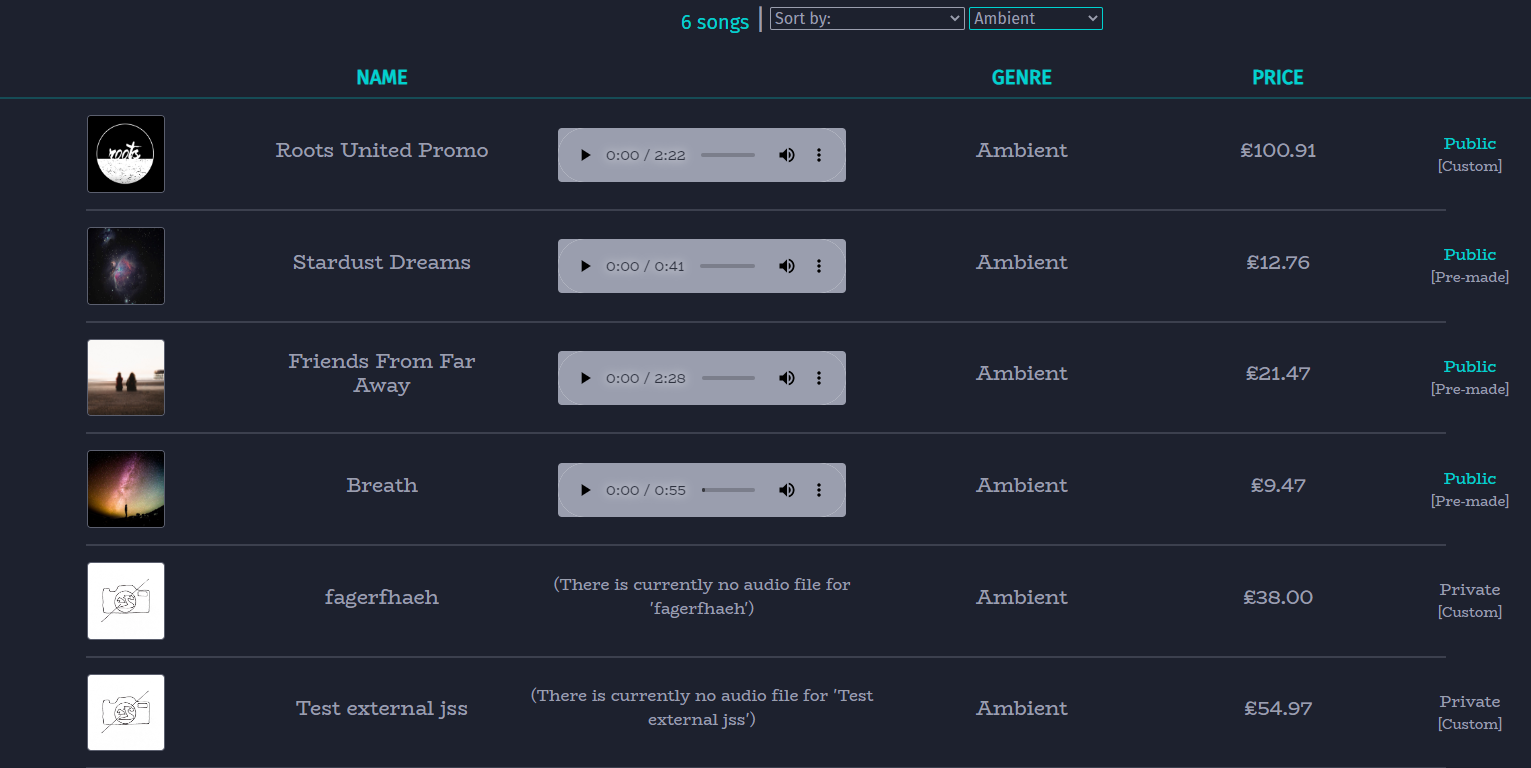 6 songs
Sort by:
Ambient
NAME
GENRE
PRICE
roots
Roots United Promo
0:00 / 2:22
Ambient
£100.91
Public
[Custom]
Stardust Dreams
0:00 / 0:41
Ambient
£12.76
Public
[Pre-made]
Friends From Far
Away
0:00 / 2:28
Ambient
£21.47
Public
[Pre-made]
Breath
0:00 / 0:55
Ambient
£9.47
Public
[Pre-made]
fagerfhaeh
(There is currently no audio file for
'fagerfhaeh')
Ambient
£38.00
Private
[Custom]
Test external jss
(There is currently no audio file for 'Test
external jss')
Ambient
£54.97
Private
[Custom]